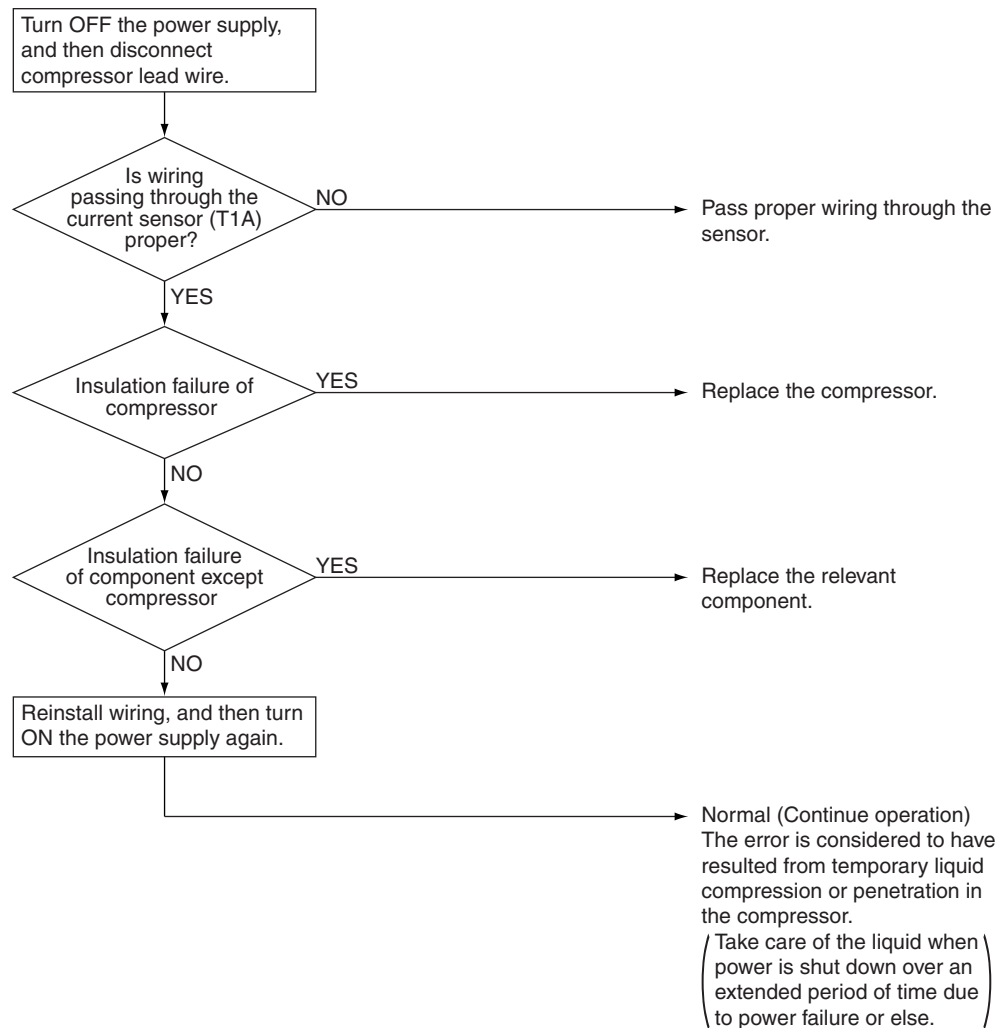 Turn OFF the power supply,
and then disconnect
compressor lead wire.
Is wiring
passing through the
current sensor (T1A)
proper?
NO
Pass proper wiring through the
sensor.
YES
Insulation failure of
compressor
YES
Replace the compressor.
NO
Insulation failure
of component except
compressor
YES
Replace the relevant
component.
NO
Reinstall wiring, and then turn
ON the power supply again.
Normal (Continue operation)
The error is considered to have
resulted from temporary liquid
compression or penetration in
the compressor.
(Take care of the liquid when
power is shut down over an
extended period of time due
to power failure or else.)